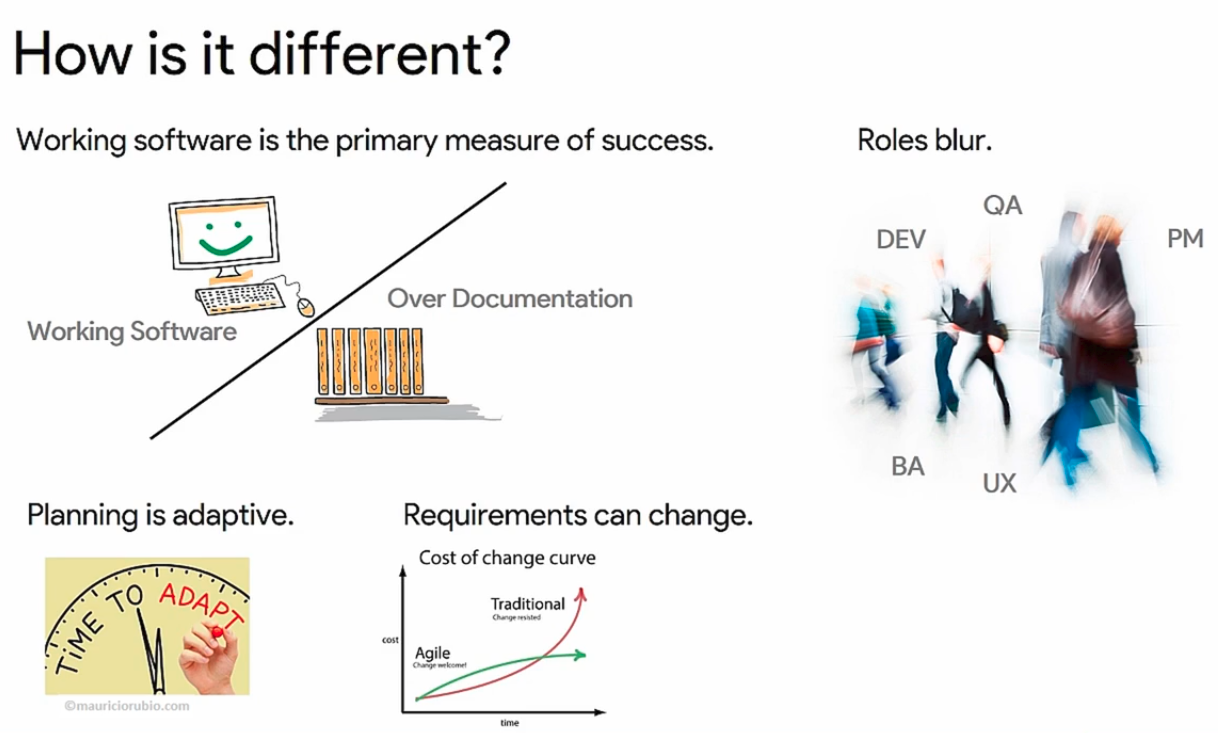 How is it different?
Working software is the primary measure of success.
Working Software
Over Documentation
Roles blur.
QA
DEV
PM
BA
UX
Planning is adaptive.
TIME TO ADAPT
©mauriciorubio.com
Requirements can change.
Cost of change curve
Traditional
Change resisted
cost
Agile
Change welcome!
time